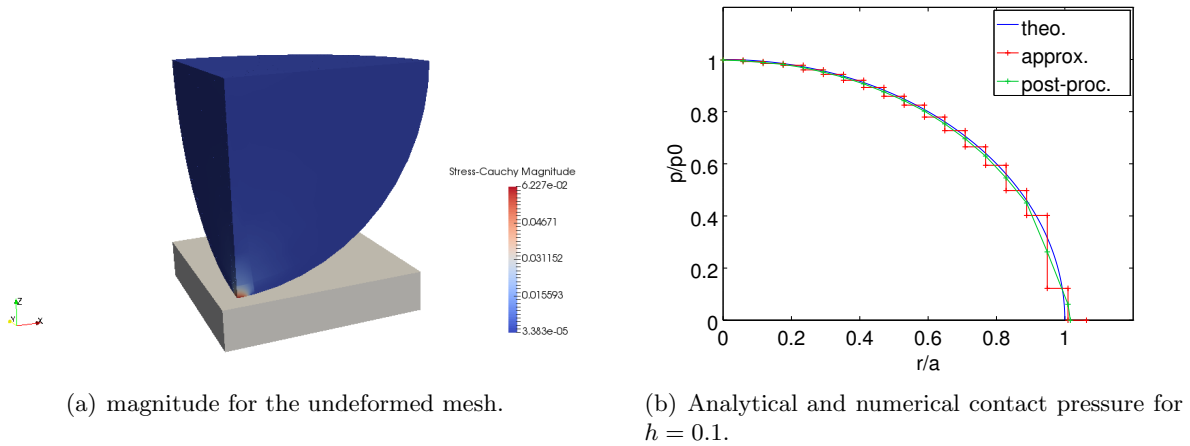 Stress-Cauchy Magnitude
6.227e-02
0.04671
0.031152
0.015593
3.383e-05
Z
Y
X
(a) magnitude for the undeformed mesh.
theo.
approx.
post-proc.
1
0.8
0.6
0.4
0.2
0
p/p0
0
0.2
0.4
0.6
0.8
1
r/a
(b) Analytical and numerical contact pressure for
h = 0.1.